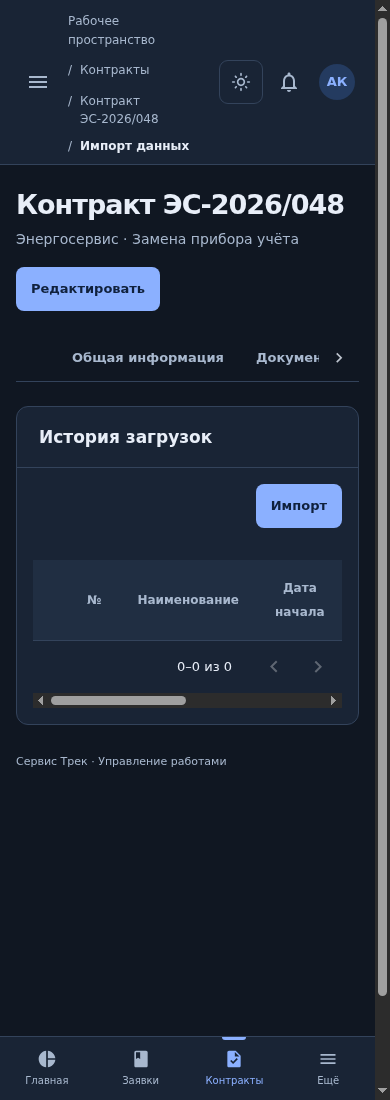 Рабочее
пространство
/ Контракты
/ Контракт
ЭС-2026/048
/ Импорт данных
АК
Контракт ЭС-2026/048
Энергосервис · Замена прибора учёта
Редактировать
Общая информация
Докумен
История загрузок
Импорт
№
Наименование
Дата
начала
0–0 из 0
Сервис Трек · Управление работами
Главная
Заявки
Контракты
Ещё